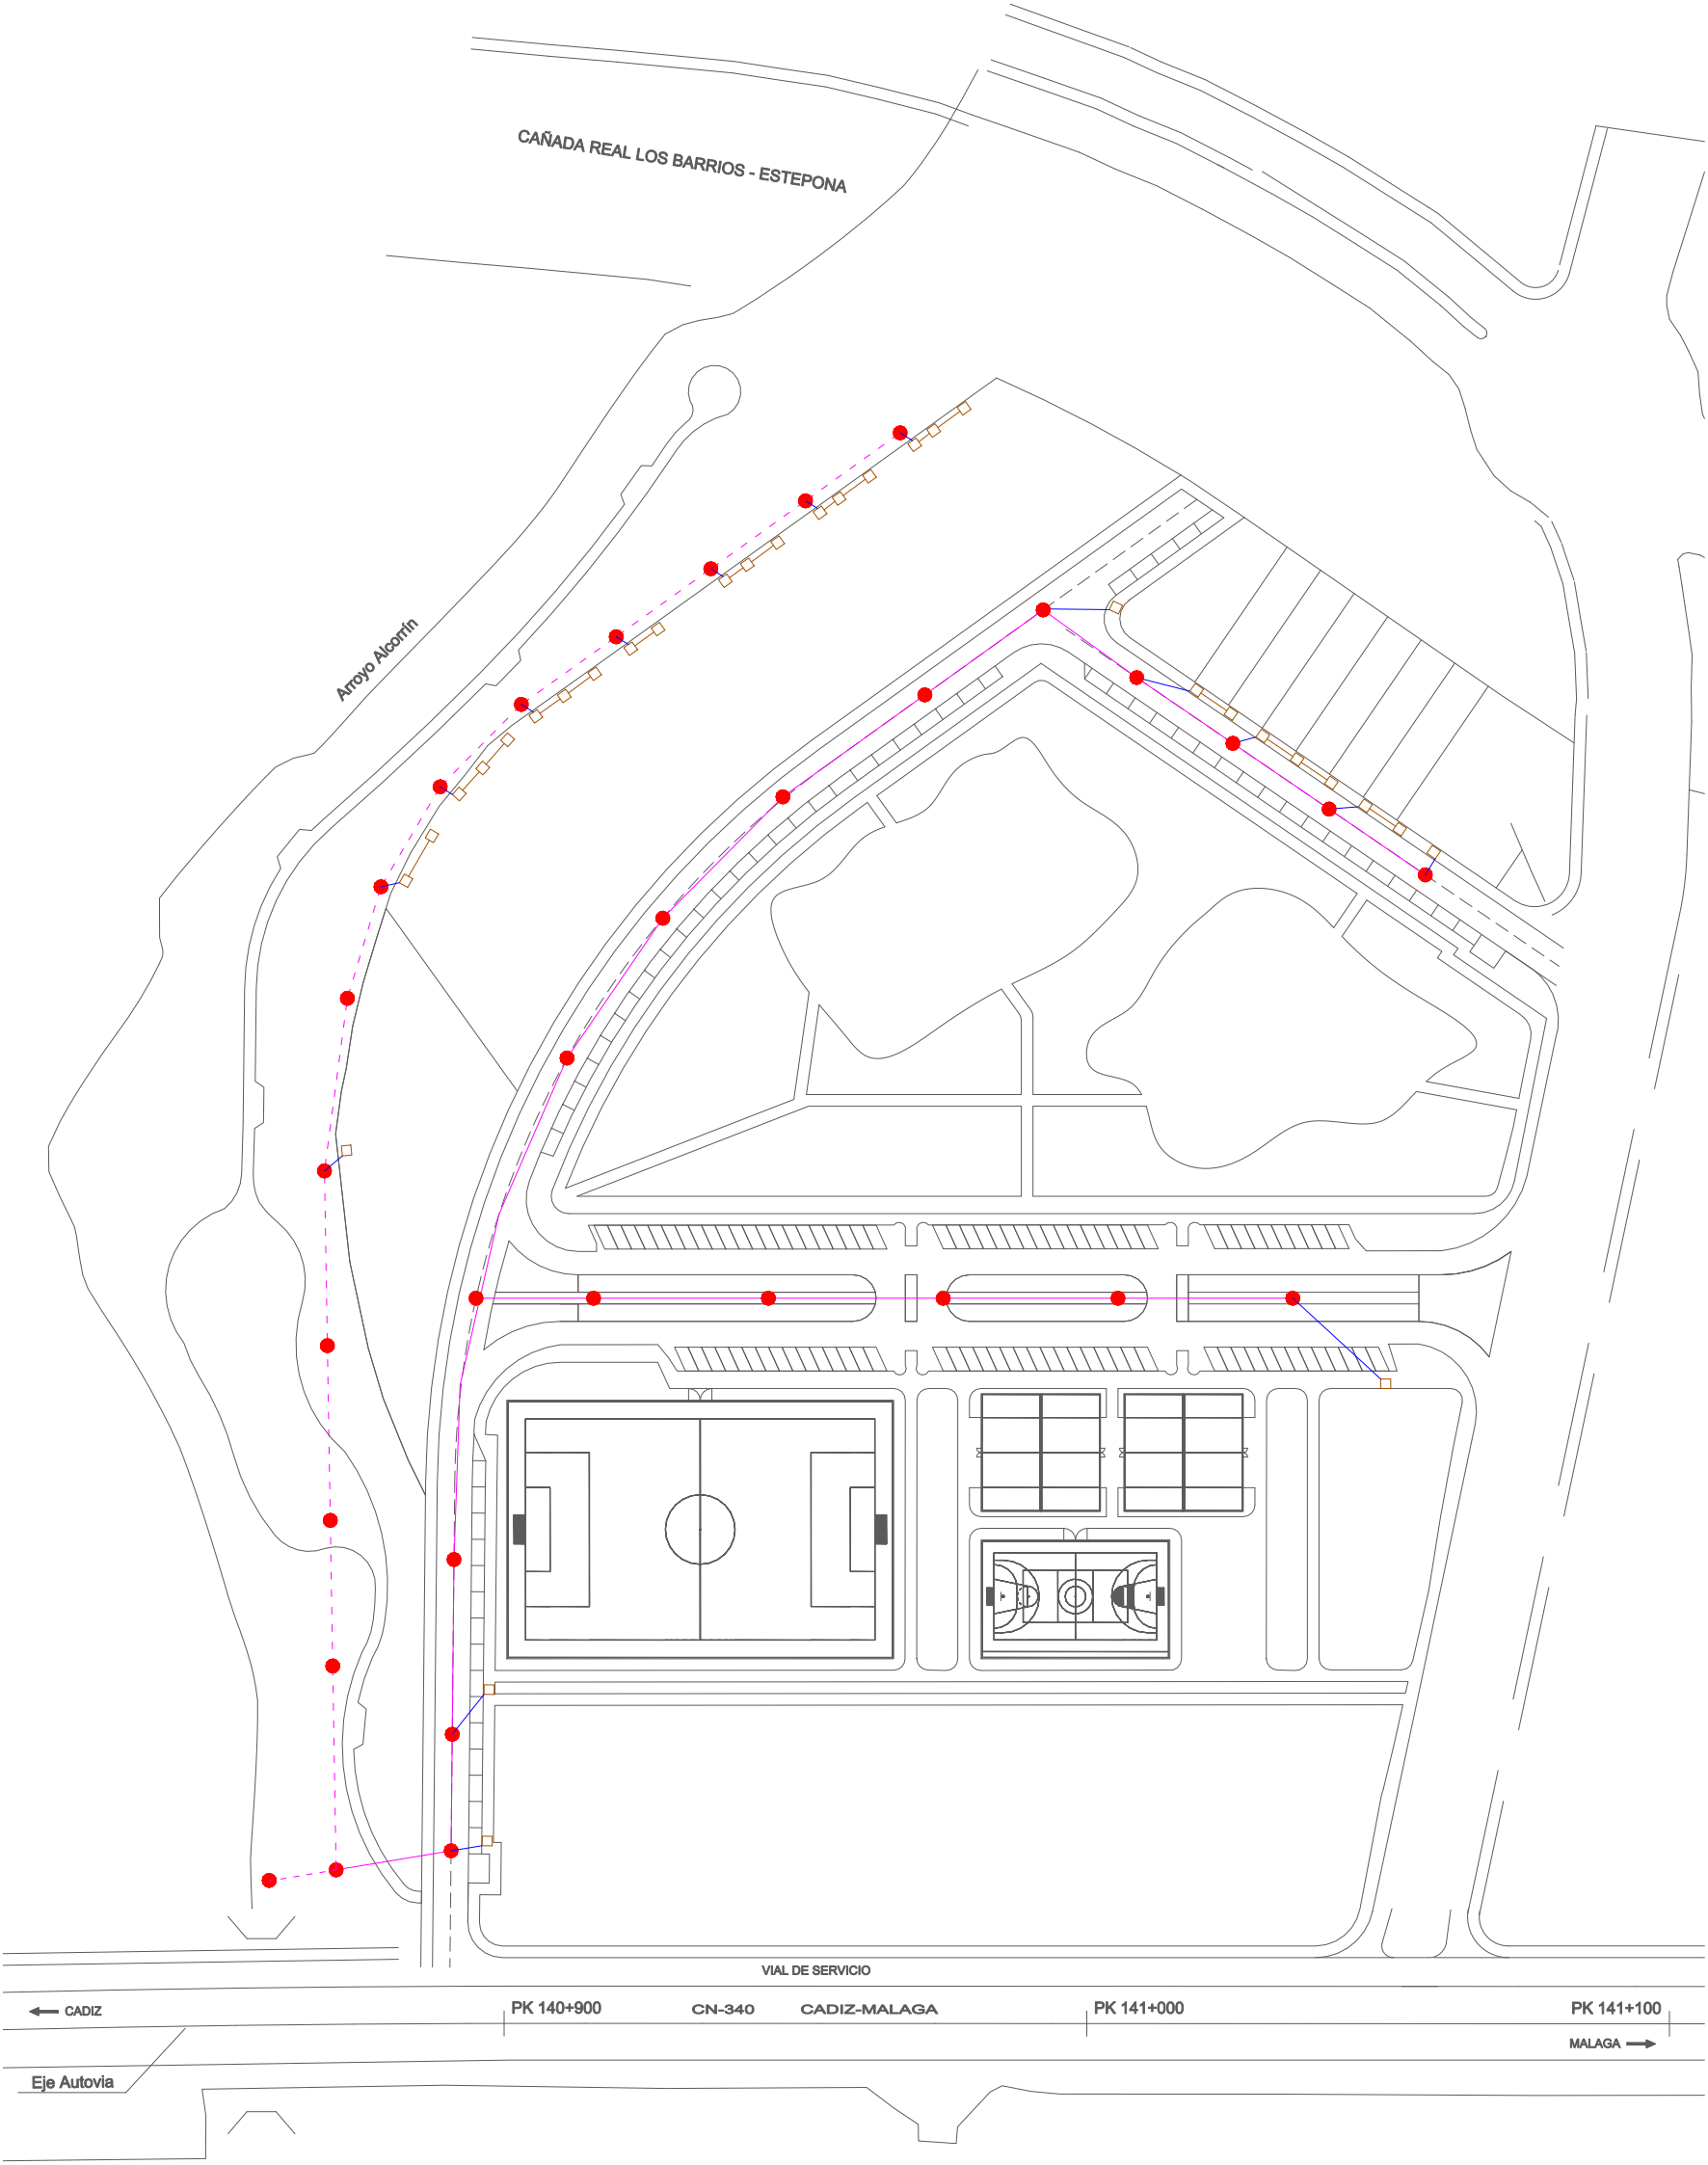 CAÑADA REAL LOS BARRIOS - ESTEPONA
Arroyo Alcorrín
VIAL DE SERVICIO
CADIZ
PK 140+900
CN-340 CADIZ-MALAGA
PK 141+000
PK 141+100
MALAGA
Eje Autovia